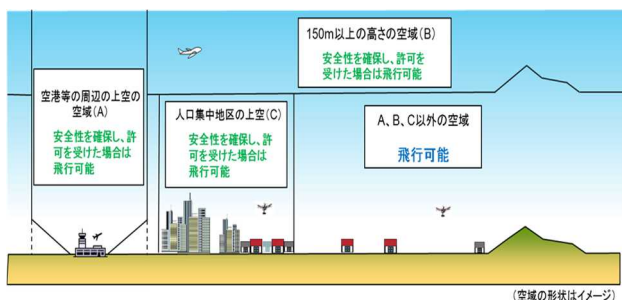 150m以上の高さの空域(B)
安全性を確保し、許可を
受けた場合は飛行可能
空港等の周辺の上空の
空域(A)
安全性を確保し、許
可を受けた場合は
飛行可能
人口集中地区の上空(C)
安全性を確保し、許
可を受けた場合は
飛行可能
A、B、C以外の空域
飛行可能
(空域の形状はイメージ)